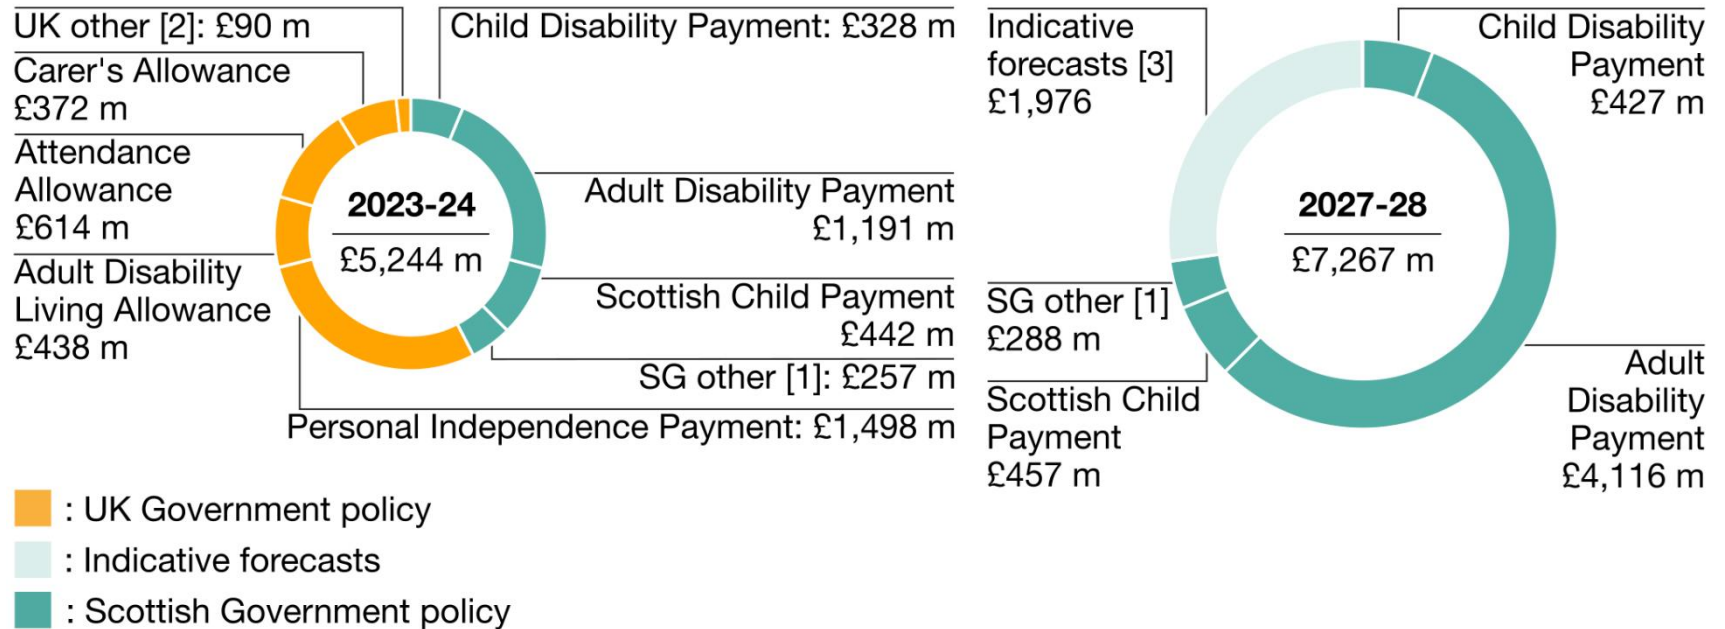 UK other [2]: £90 m
Carer's Allowance
£372 m
Attendance
Allowance
£614 m
Adult Disability
Living Allowance
£438 m
2023-24
£5,244 m
Child Disability Payment: £328 m
Adult Disability Payment
£1,191 m
Scottish Child Payment
£442 m
SG other [1]: £257 m
Personal Independence Payment: £1,498 m
Indicative
forecasts [3]
£1,976
SG other [1]
£288 m
Scottish Child
Payment
£457 m
2027-28
£7,267 m
Child Disability
Payment
£427 m
Adult
Disability
Payment
£4,116 m
: UK Government policy
: Indicative forecasts
: Scottish Government policy